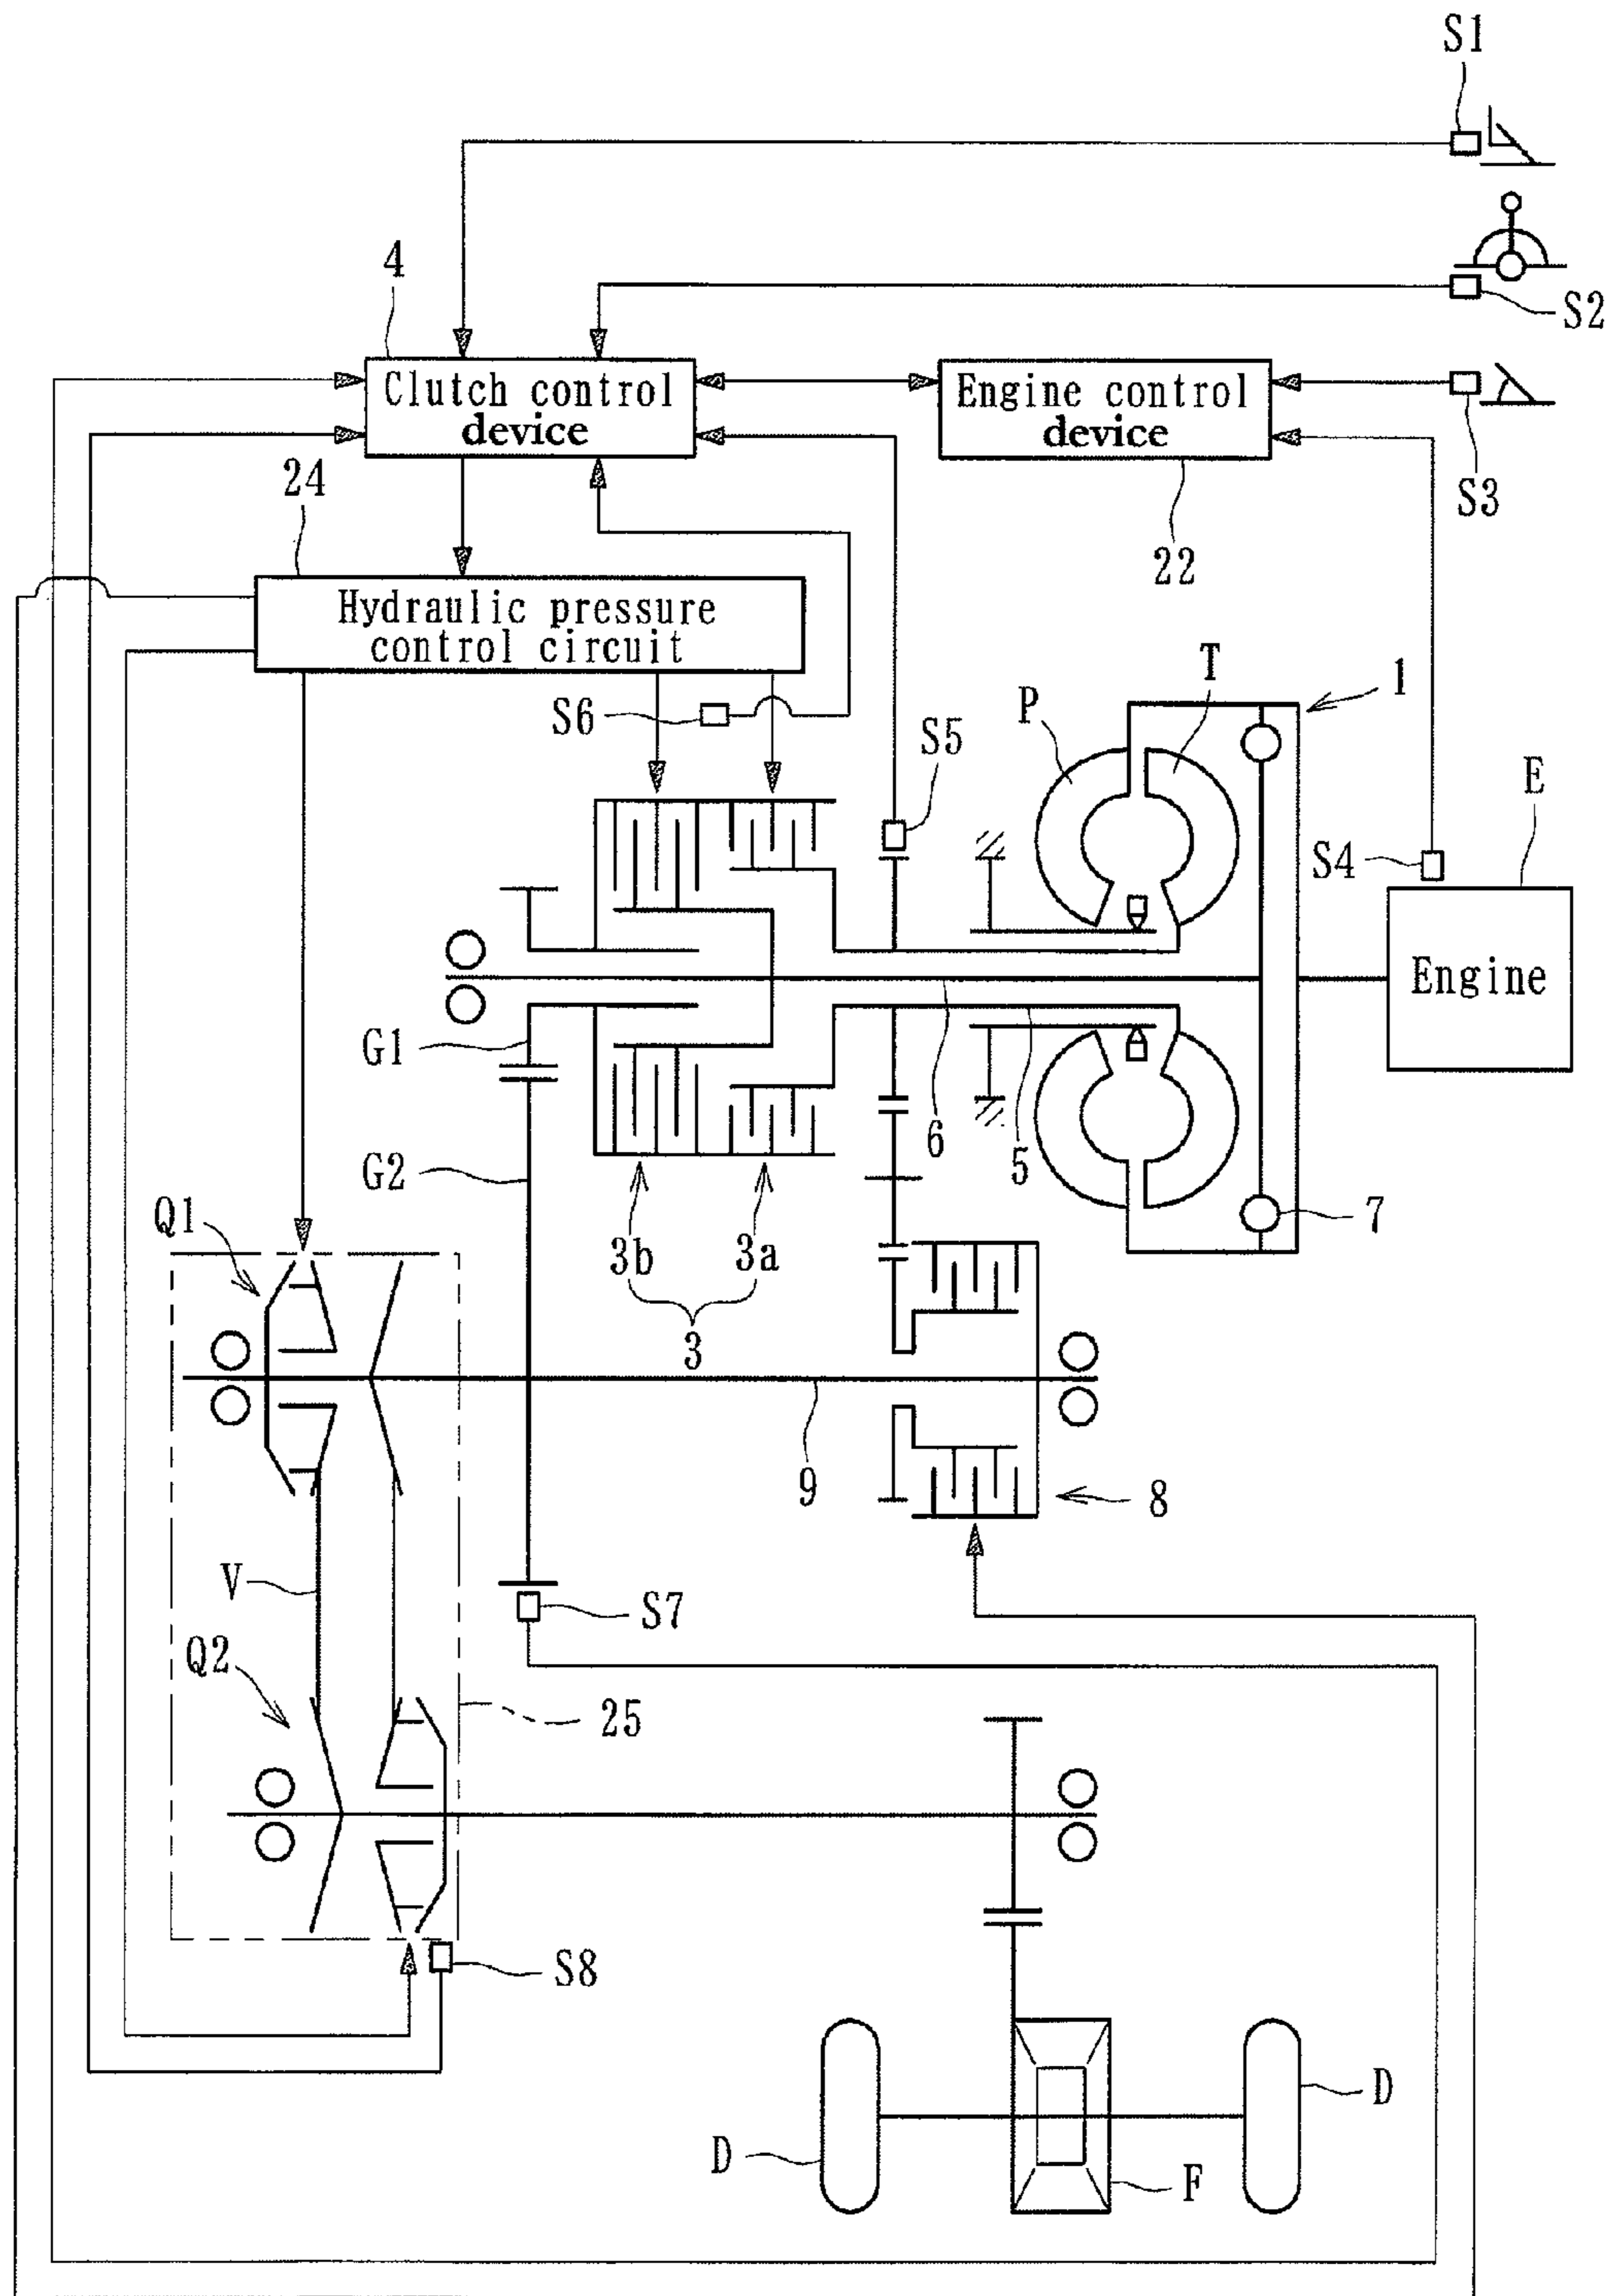 S1
4
S2
Clutch control
device
Engine control
device
S3
24
22
Hydraulic pressure
control circuit
S6
P
T
1
S5
S4
E
Engine
G1
6
5
G2
7
Q1
3b
3a
3
9
8
V
S7
Q2
25
S8
D
D
F